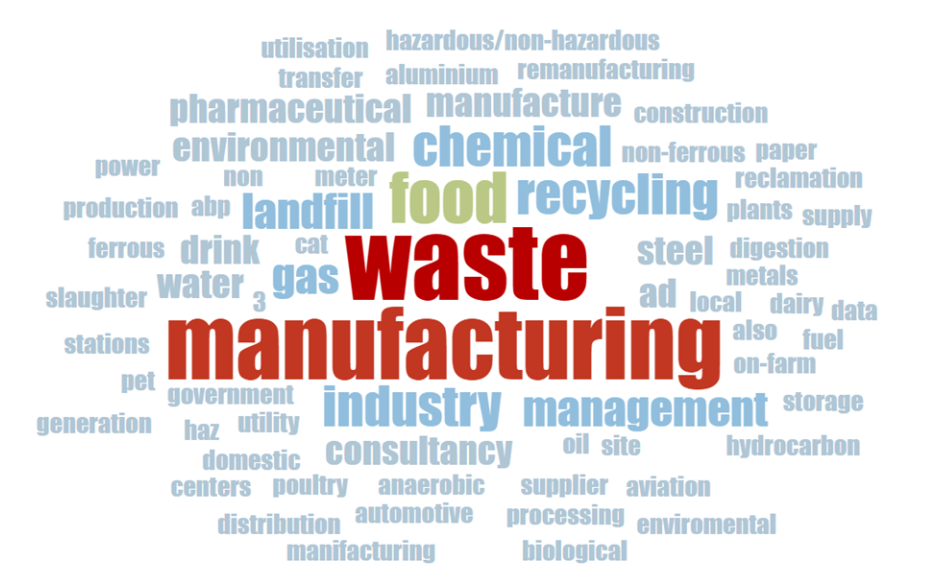 utilisation hazardous/non-hazardous
transfer aluminium remanufacturing
pharmaceutical manufacture construction
environmental chemical non-ferrous paper
power non meter food recycling reclamation
production abp landfill plants supply
ferrous drink cat waste steel digestion
slaughter water 3 gas ad local metals dairy data
stations manufacturing also fuel
on-farm
pet government industry management storage
generation haz utility
domestic consultancy oil site hydrocarbon
centers poultry anaerobic supplier aviation
distribution automotive processing enviromental
manifacturing biological